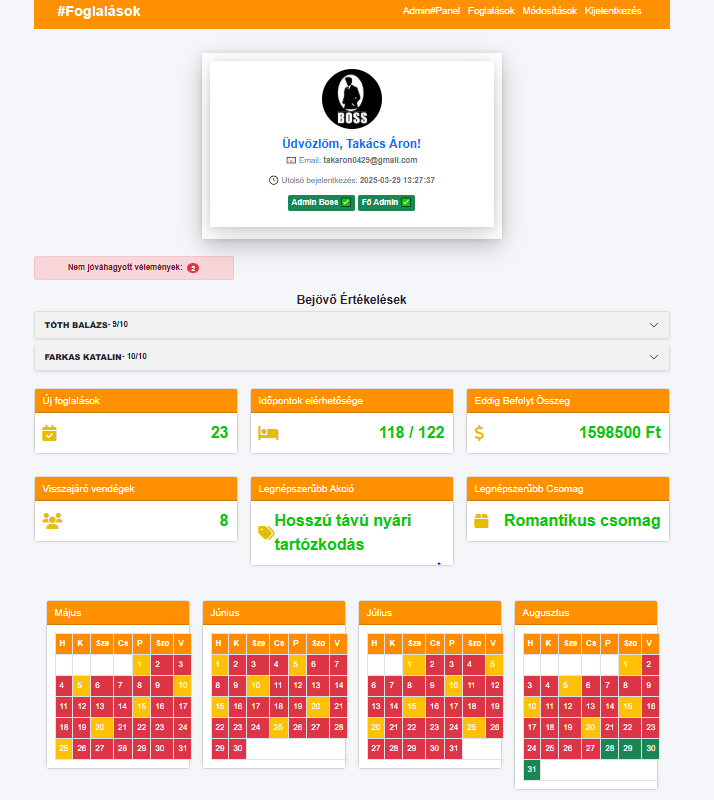 #Foglalások
Admin#Panel Foglalások Módosítások Kijelentkezés
BOSS
Üdvözlöm, Takács Áron!
Email: takaron0429@gmail.com
Utolsó bejelentkezés: 2025-03-29 13:27:37
Admin Boss ✅ Fő Admin ✅
Nem jóváhagyott vélemények: 2
Bejövő Értékelések
TÓTH BALÁZS- 9/10
FARKAS KATALIN- 10/10
Új foglalások
23
Időpontok elérhetősége
118 / 122
Eddig Befolyt Összeg
1598500 Ft
Visszajáró vendégek
8
Legnépszerűbb Akció
Hosszú távú nyári
tartózkodás
Legnépszerűbb Csomag
Romantikus csomag
Május
H K Sze Cs P Szo V
1 2 3
4 5 6 7 8 9 10
11 12 13 14 15 16 17
18 19 20 21 22 23 24
25 26 27 28 29 30 31
Június
H K Sze Cs P Szo V
1 2 3 4 5 6 7
8 9 10 11 12 13 14
15 16 17 18 19 20 21
22 23 24 25 26 27 28
29 30
Július
H K Sze Cs P Szo V
1 2 3 4 5
6 7 8 9 10 11 12
13 14 15 16 17 18 19
20 21 22 23 24 25 26
27 28 29 30 31
Augusztus
H K Sze Cs P Szo V
1 2
3 4 5 6 7 8 9
10 11 12 13 14 15 16
17 18 19 20 21 22 23
24 25 26 27 28 29 30
31